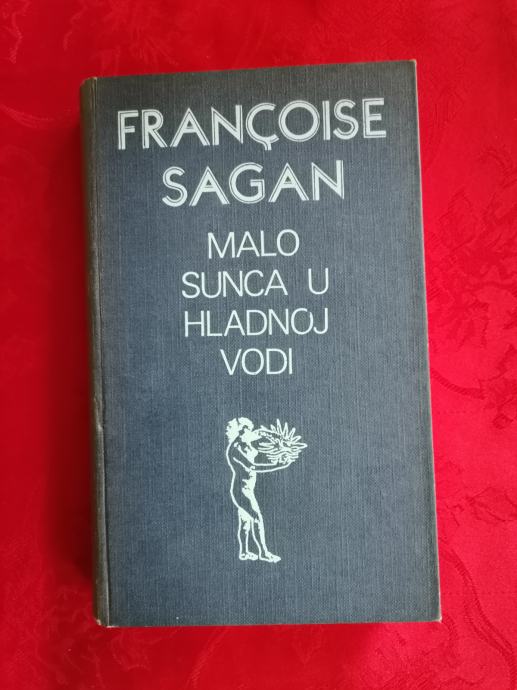 FRANÇOISE
SAGAN
MALO
SUNCA U
HLADNOJ
VODI